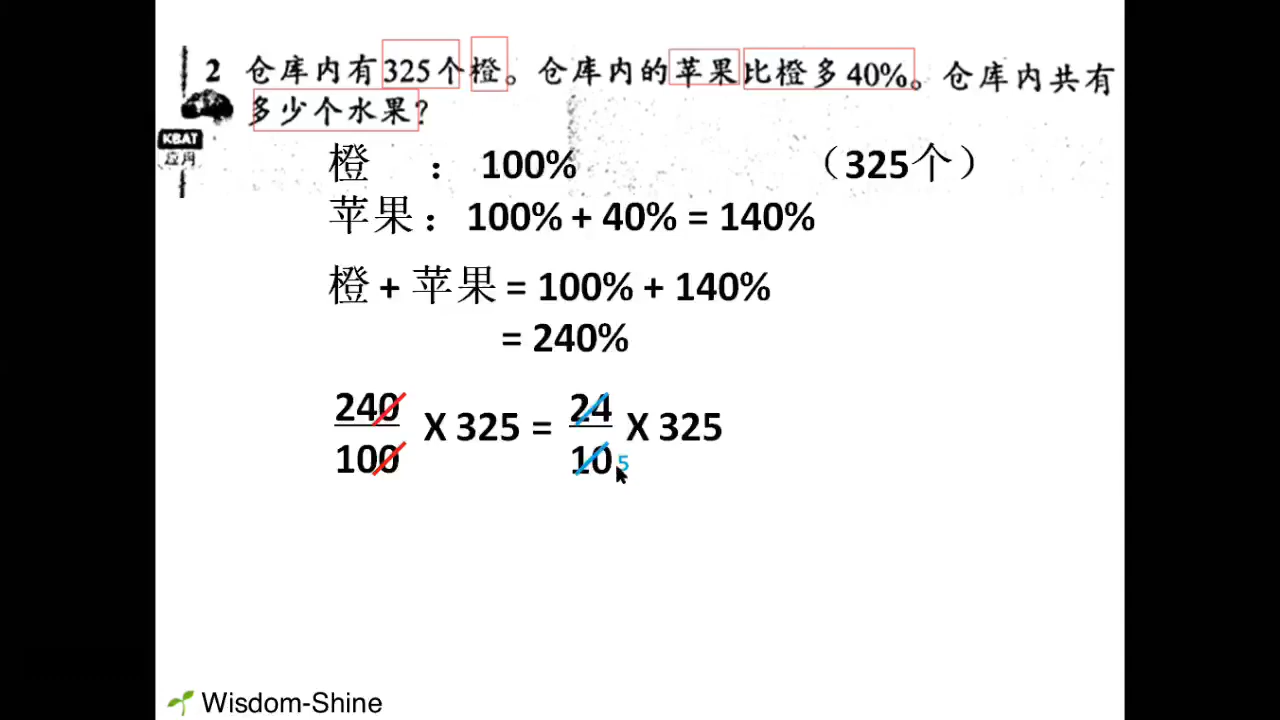 2 仓库内有325个橙。仓库内的苹果比橙多40%。仓库内共有
多少个水果?
KBAT
应用
橙 : 100% （325个）
苹果: 100% + 40% = 140%
橙 + 苹果 = 100% + 140%
= 240%
240/100 X 325 = 24/10 X 325
5
Wisdom-Shine